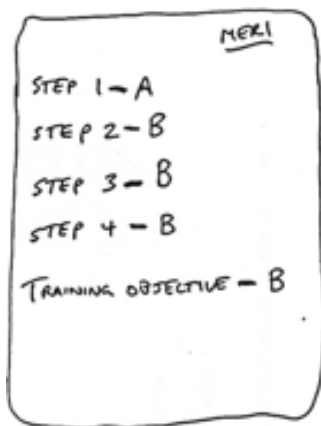 MERI
STEP 1 - A
STEP 2 - B
STEP 3 - B
STEP 4 - B
TRAINING OBJECTIVE - B